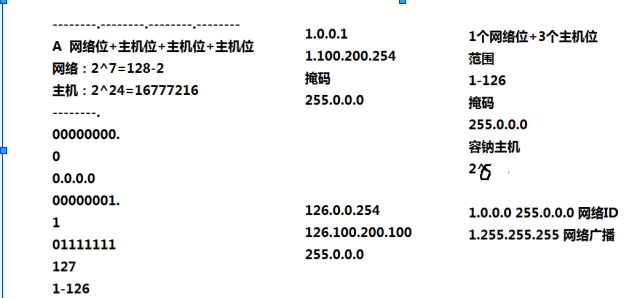 --------.--------.-------.--------
A  网络位+主机位+主机位+主机位
网络：2^7=128-2
主机：2^24=16777216
--------.
00000000.
0
0.0.0.0
00000001.
1
01111111
127
1-126
1.0.0.1
1.100.200.254
掩码
255.0.0.0
126.0.0.254
126.100.200.100
255.0.0.0
1个网络位+3个主机位
范围
1-126
掩码
255.0.0.0
容钠主机
2^
1.0.0.0 255.0.0.0 网络ID
1.255.255.255 网络广播